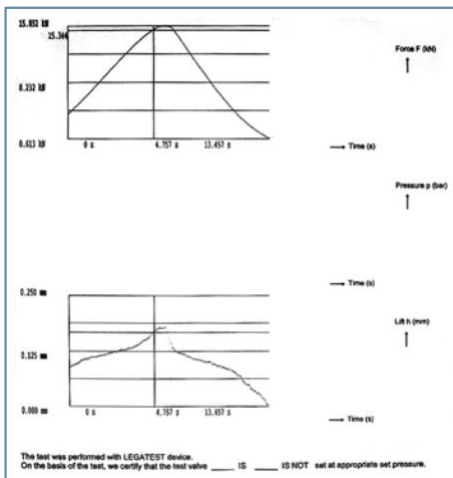 15.852 kN
15.344
Force F (kN)
8.232 kN
0.613 kN
0 s 6.757 s 13.457 s
Time (s)
Pressure p (bar)
Time (s)
0.250 mm
Lift h (mm)
0.125 mm
0.000 mm
0 s 6.757 s 13.457 s
Time (s)
The test was performed with LEGATEST device.
On the basis of the test, we certify that the test valve ____ IS ____ IS NOT set at appropriate set pressure.